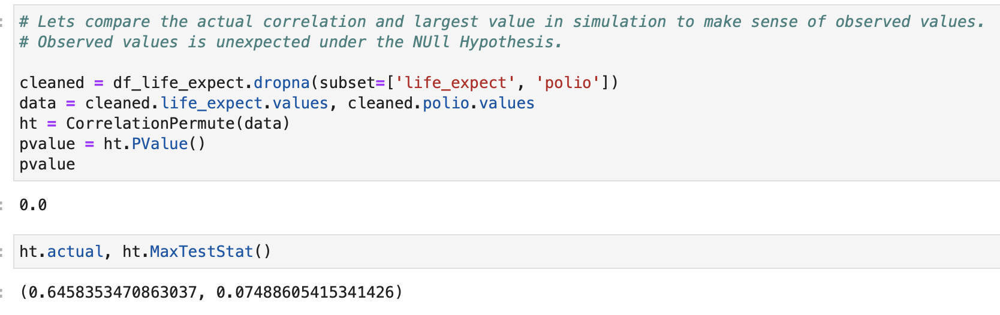 # Lets compare the actual correlation and largest value in simulation to make sense of observed values.
# Observed values is unexpected under the NUll Hypothesis.
cleaned = df_life_expect.dropna(subset=['life_expect', 'polio'])
data = cleaned.life_expect.values, cleaned.polio.values
ht = CorrelationPermute(data)
pvalue = ht.PValue()
pvalue
0.0
ht.actual, ht.MaxTestStat()
(0.6458353470863037, 0.07488605415341426)